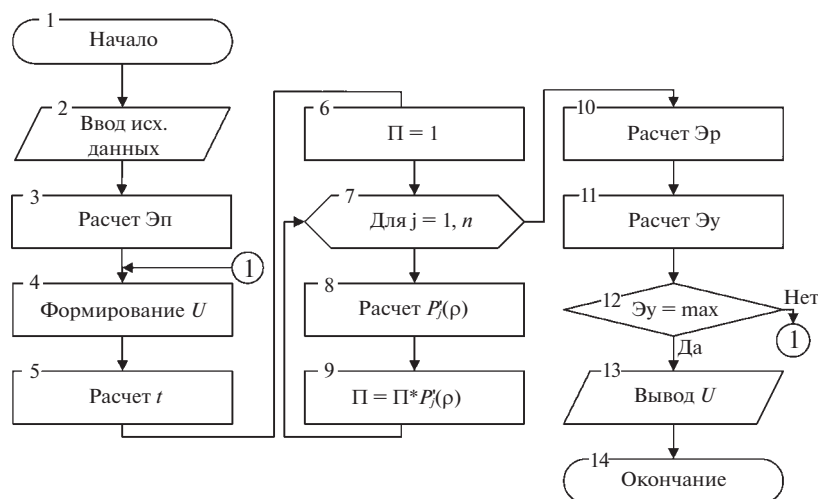 1
Начало
2
Ввод исх.
данных
3
Расчет Эп
1
4
Формирование U
5
Расчет t
6
П = 1
7
Для j = 1, n
8
Расчет P'j(ρ)
9
П = П* P'j(ρ)
10
Расчет Эр
11
Расчет Эу
12
Эу = max
Нет
1
Да
13
Вывод U
14
Окончание